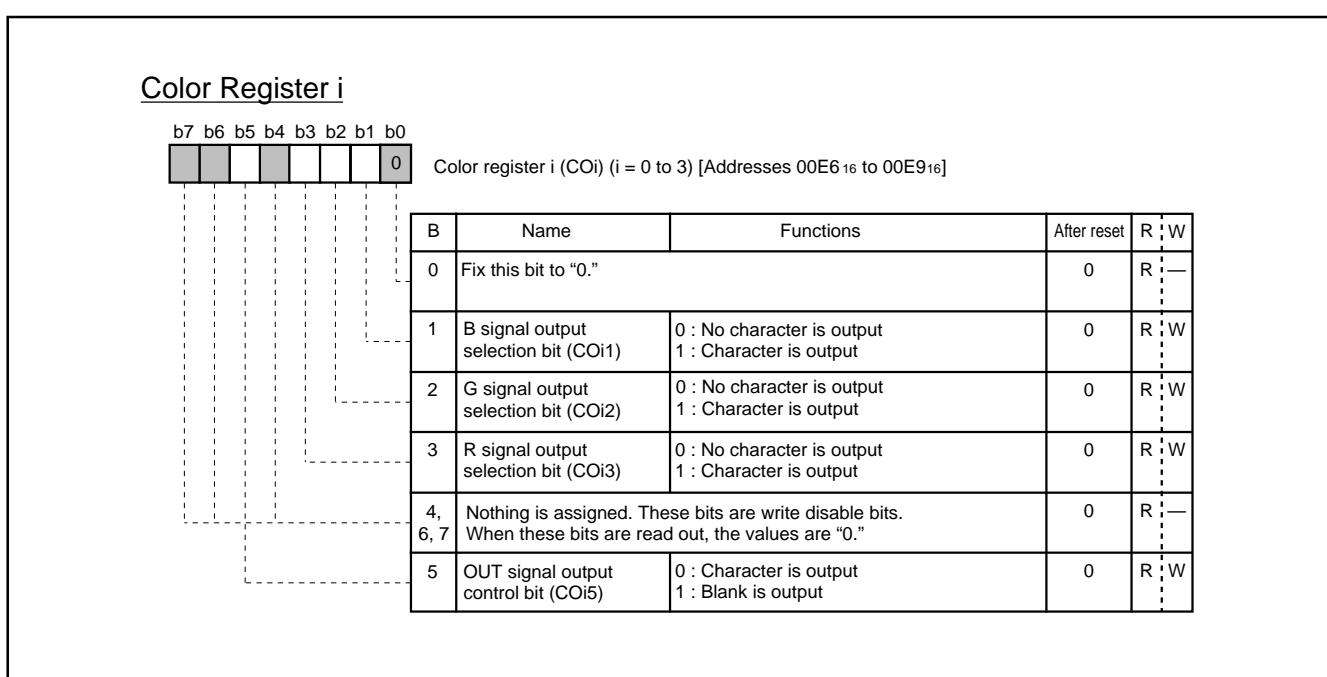 Color Register i
b7 b6 b5 b4 b3 b2 b1 b0
0
Color register i (COi) (i = 0 to 3) [Addresses 00E6 16 to 00E916]
B Name Functions After reset R W
0 Fix this bit to “0.” 0 R —
1 B signal output 0 : No character is output 0 R W
selection bit (COi1) 1 : Character is output
2 G signal output 0 : No character is output 0 R W
selection bit (COi2) 1 : Character is output
3 R signal output 0 : No character is output 0 R W
selection bit (COi3) 1 : Character is output
4, Nothing is assigned. These bits are write disable bits. 0 R —
6, 7 When these bits are read out, the values are “0.”
5 OUT signal output 0 : Character is output 0 R W
control bit (COi5) 1 : Blank is output